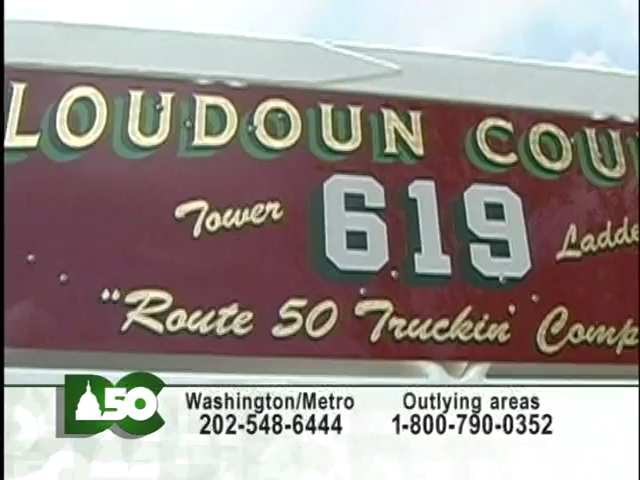 LOUDOUN COU
Tower 619 Ladde
"Route 50 Truckin' Comp
DC 50 Washington/Metro Outlying areas
202-548-6444 1-800-790-0352